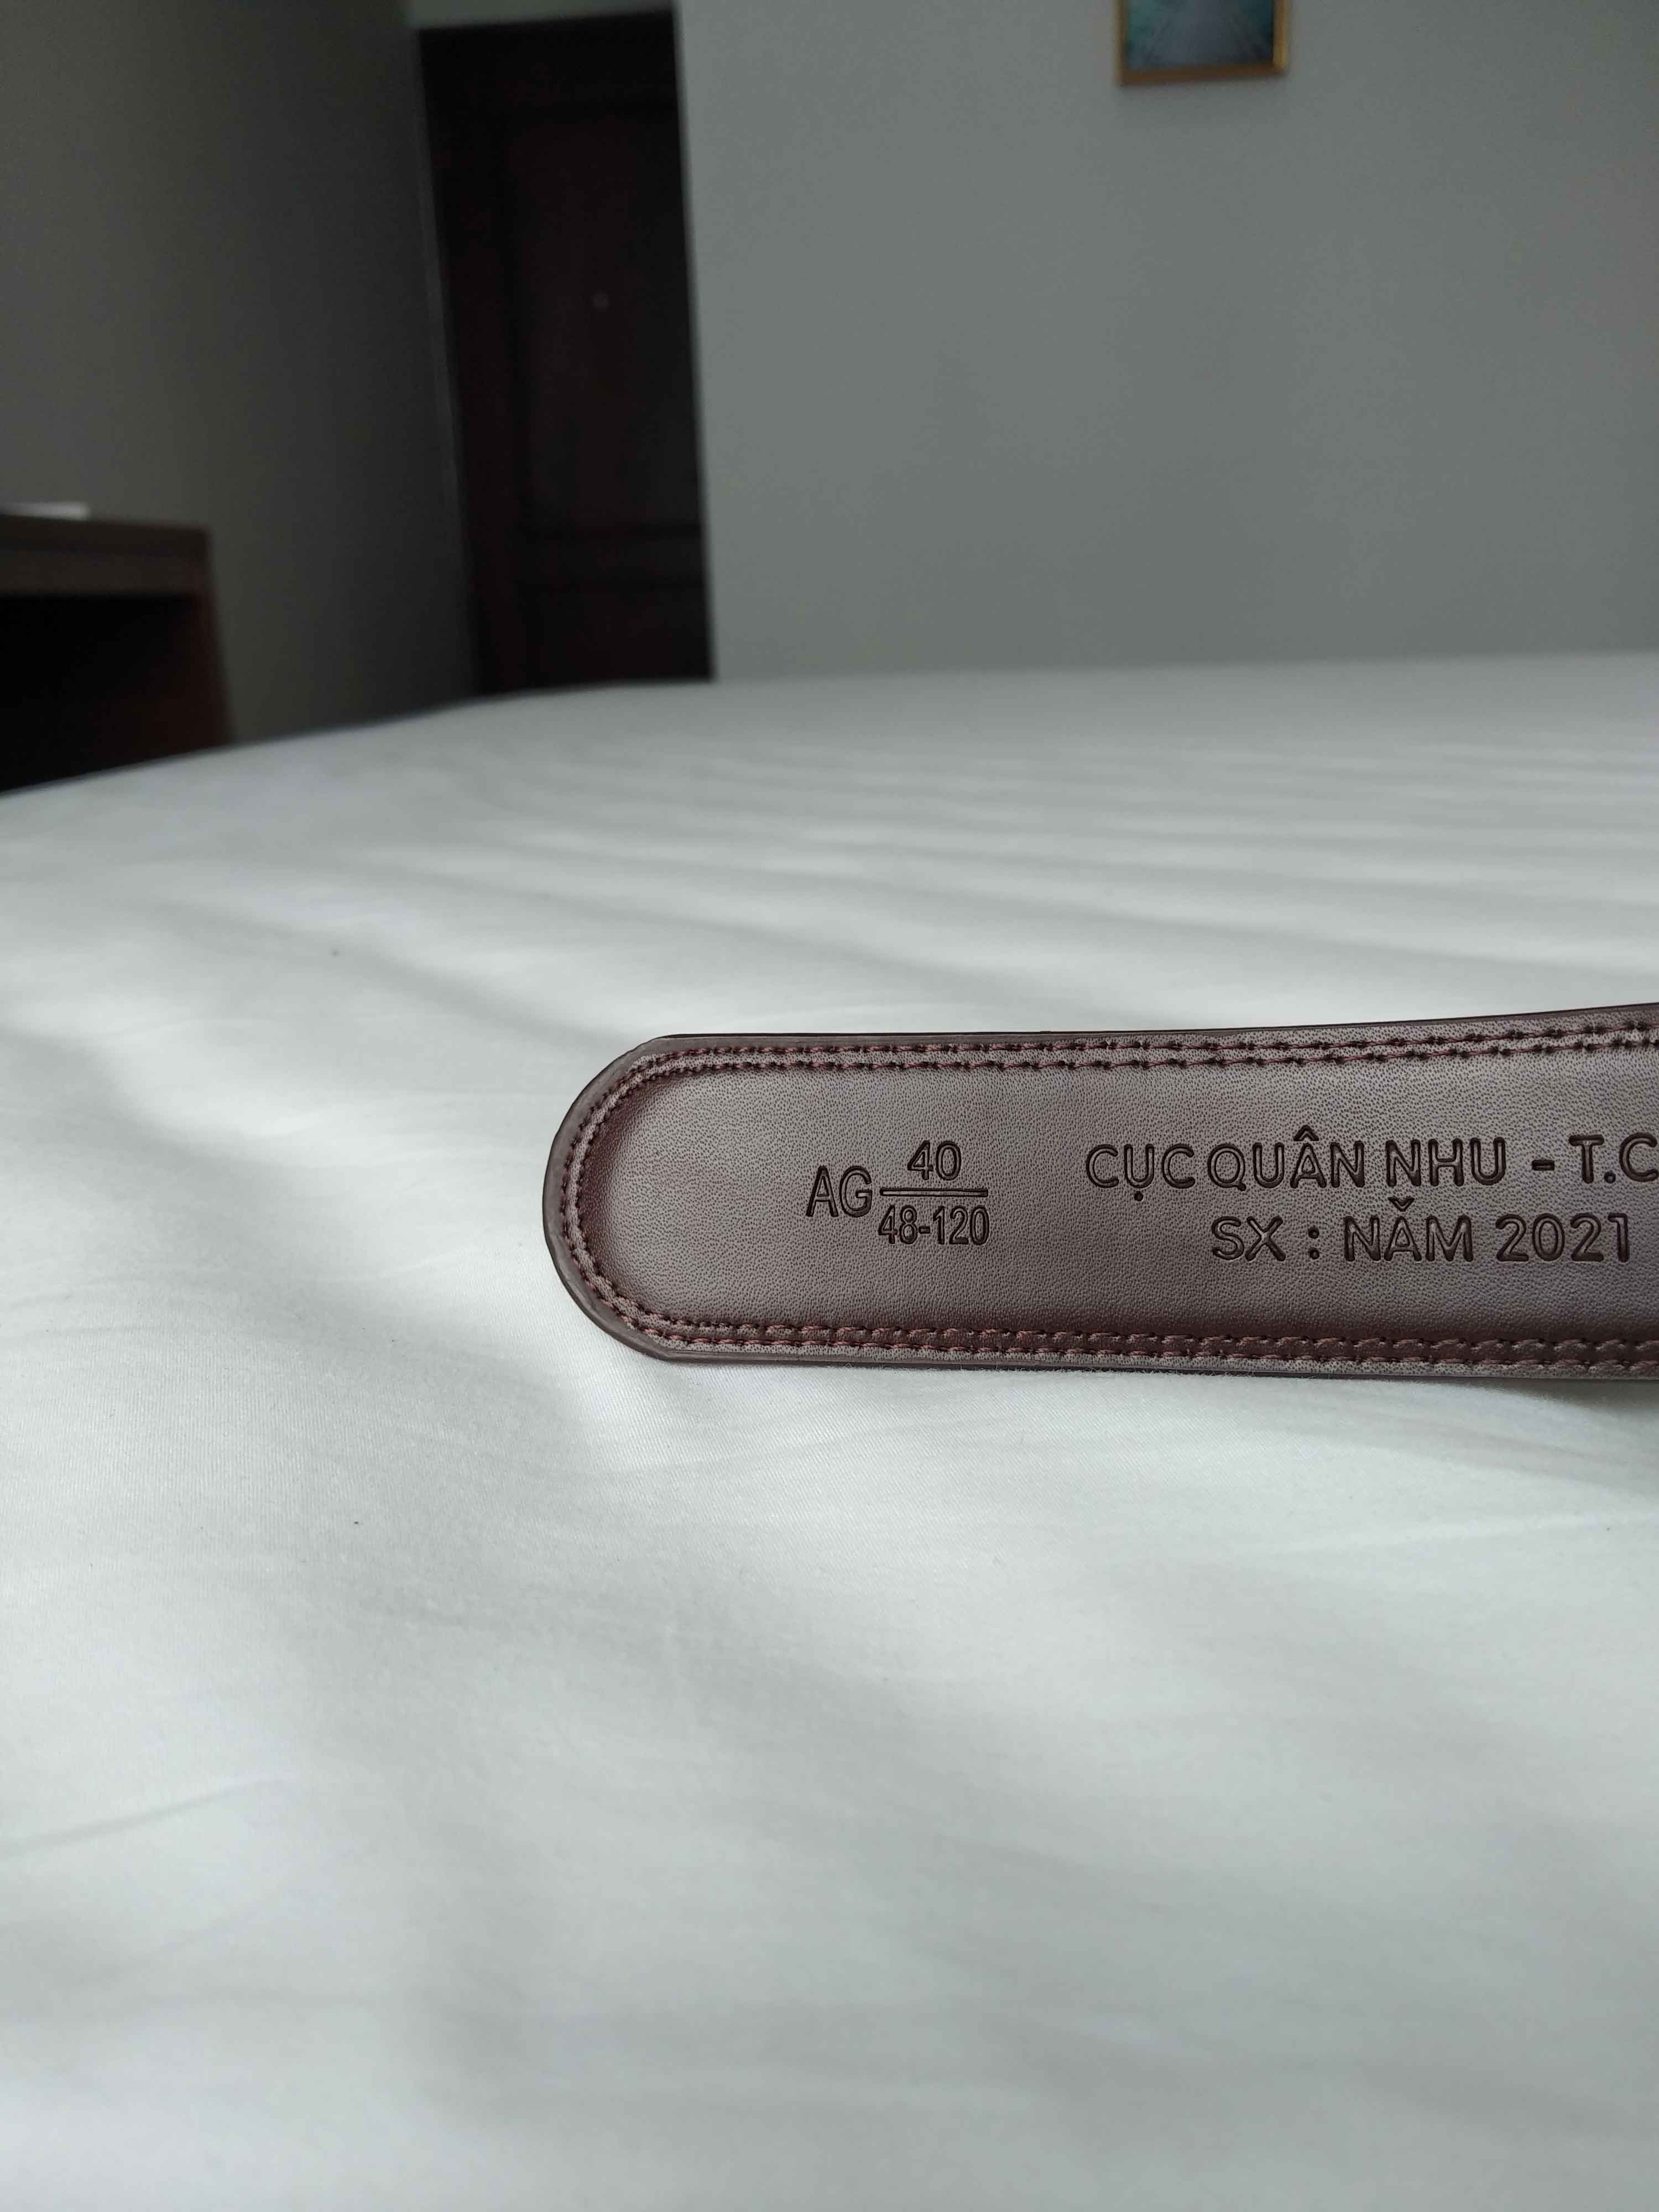 AG 40
48-120
CỤC QUÂN NHU - T.C
SX : NĂM 2021